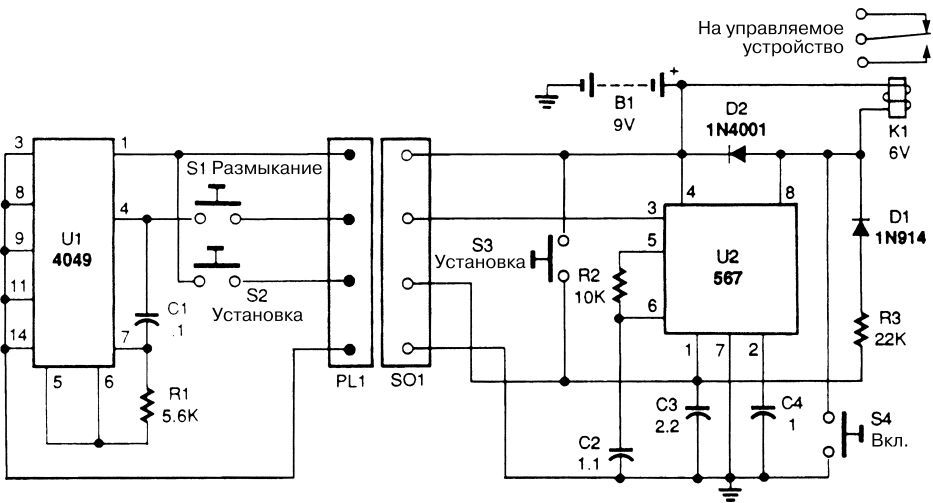 На управляемое
устройство
+
B1
9V
D2
1N4001
K1
6V
3
1
S1 Размыкание
4
8
8
4
3
D1
1N914
U1
4049
9
S3
Установка
5
U2
567
R2
10K
11
S2
Установка
6
C1
.1
R3
22K
14
7
1
7
2
5
6
R1
5.6K
PL1
SO1
C3
2.2
C4
1
S4
Вкл.
C2
1.1